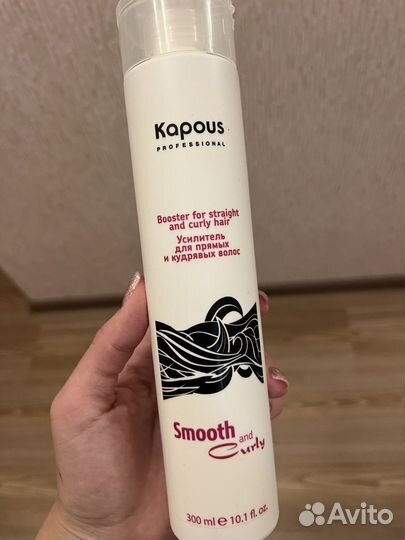 Kapous
PROFESSIONAL
Booster for straight
and curly hair
Усилитель
для прямых
и кудрявых волос
Smooth and
Curly
300 ml e 10.1 fl. oz.
Avito